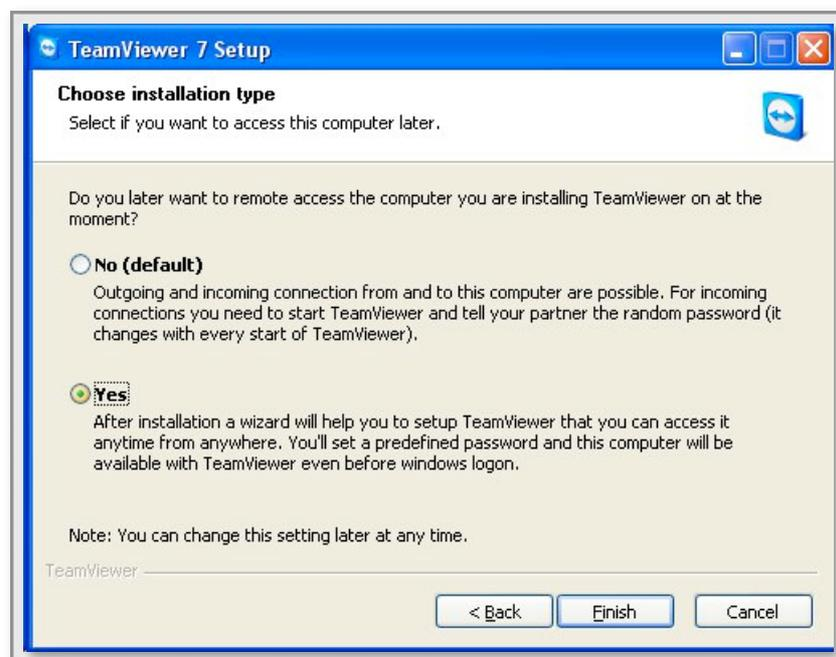 TeamViewer 7 Setup
Choose installation type
Select if you want to access this computer later.
Do you later want to remote access the computer you are installing TeamViewer on at the
moment?
No (default)
Outgoing and incoming connection from and to this computer are possible. For incoming
connections you need to start TeamViewer and tell your partner the random password (it
changes with every start of TeamViewer).
Yes
After installation a wizard will help you to setup TeamViewer that you can access it
anytime from anywhere. You'll set a predefined password and this computer will be
available with TeamViewer even before windows logon.
Note: You can change this setting later at any time.
TeamViewer
< Back Finish Cancel